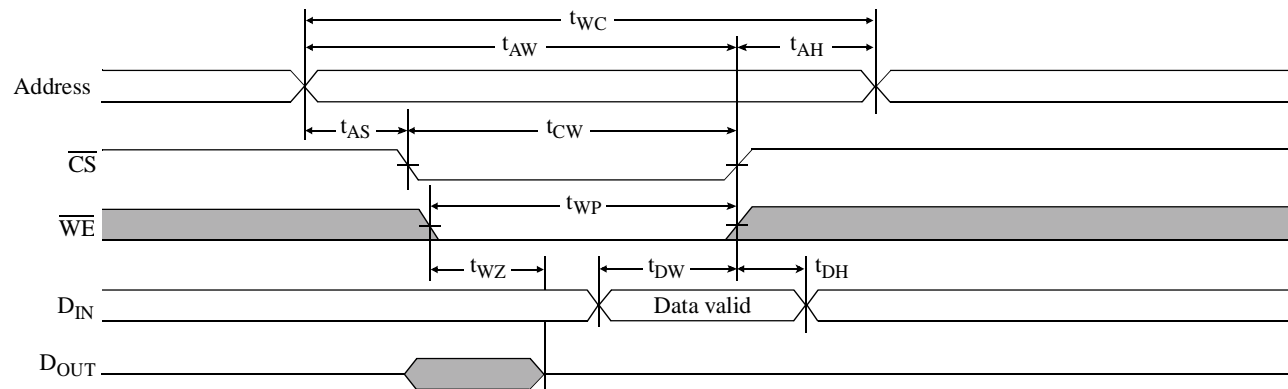 tWC
tAW
tAH
Address
tAS
tCW
CS
tWP
WE
tWZ
tDW
tDH
DIN
Data valid
DOUT